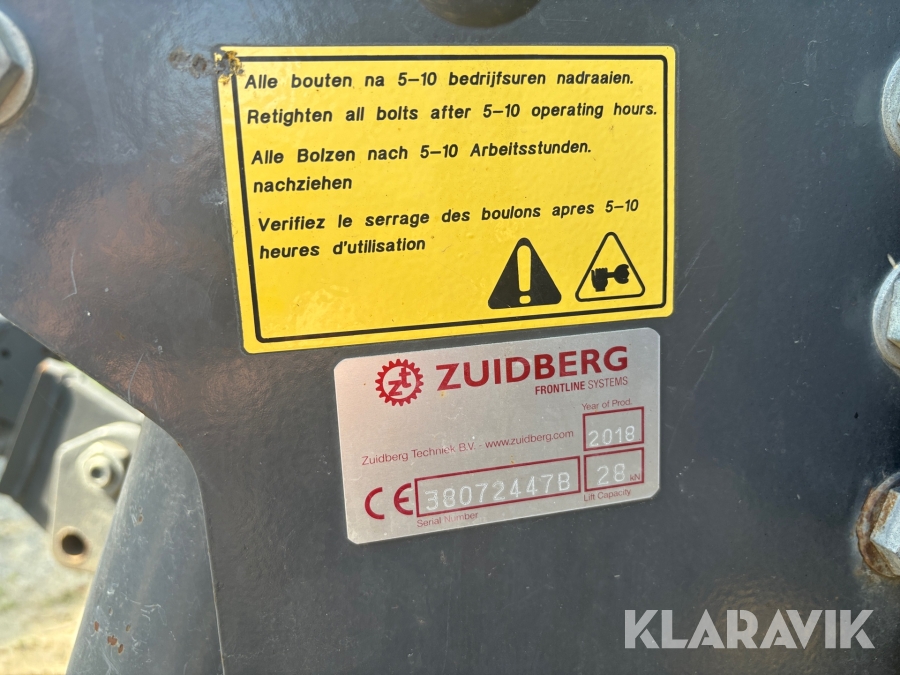 Alle bouten na 5-10 bedrijfsuren nadraaien.
Retighten all bolts after 5-10 operating hours.
Alle Bolzen nach 5-10 Arbeitsstunden.
nachziehen
Verifiez le serrage des boulons apres 5-10
heures d'utilisation
zt ZUIDBERG
FRONTLINE SYSTEMS
Year of Prod.
Zuidberg Techniek B.V. - www.zuidberg.com 2018
CE 38072447B 28 kN
Serial Number Lift Capacity
KLARAVIK